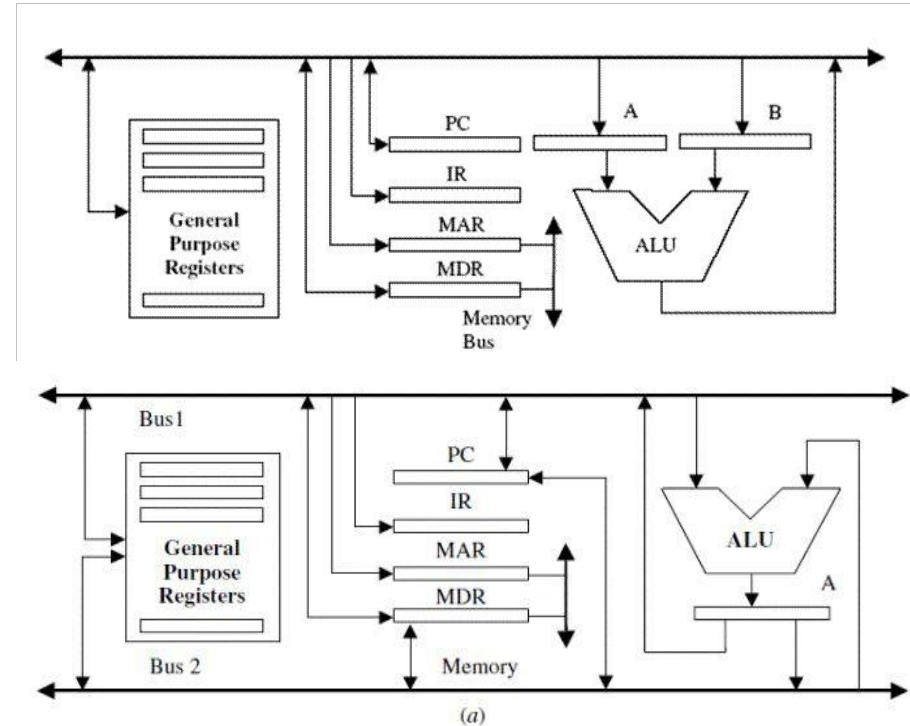 A
B
PC
IR
MAR
MDR
General
Purpose
Registers
ALU
Memory
Bus
Bus1
PC
IR
MAR
MDR
General
Purpose
Registers
ALU
A
Bus 2
Memory
(a)